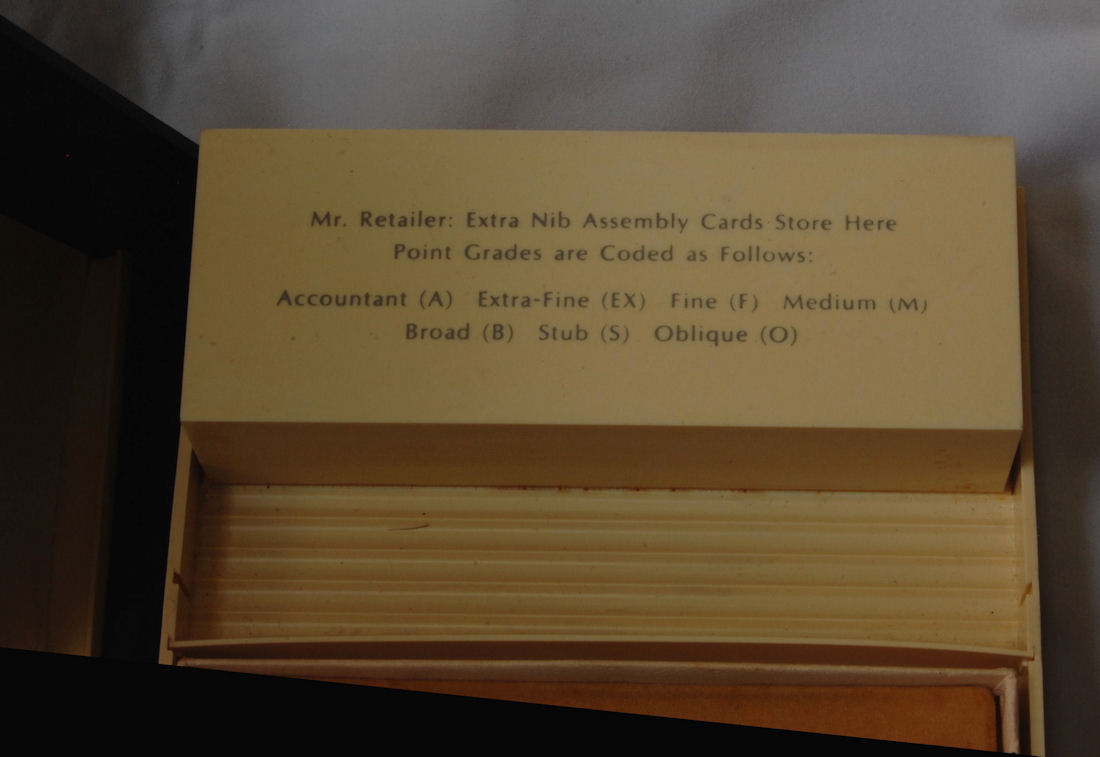 Mr. Retailer: Extra Nib Assembly Cards Store Here
Point Grades are Coded as Follows:
Accountant (A) Extra-Fine (EX) Fine (F) Medium (M)
Broad (B) Stub (S) Oblique (O)